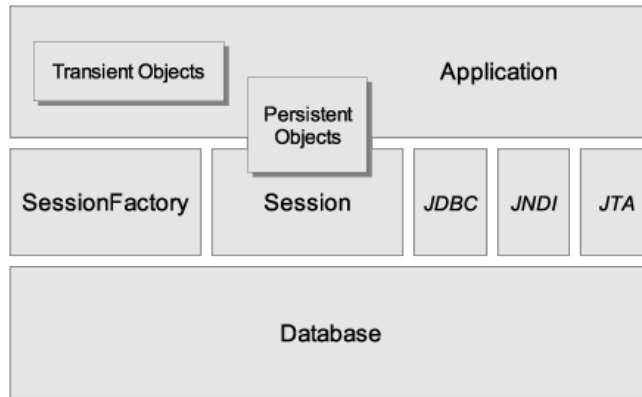 Transient Objects
Application
Persistent
Objects
SessionFactory
Session
JDBC
JNDI
JTA
Database